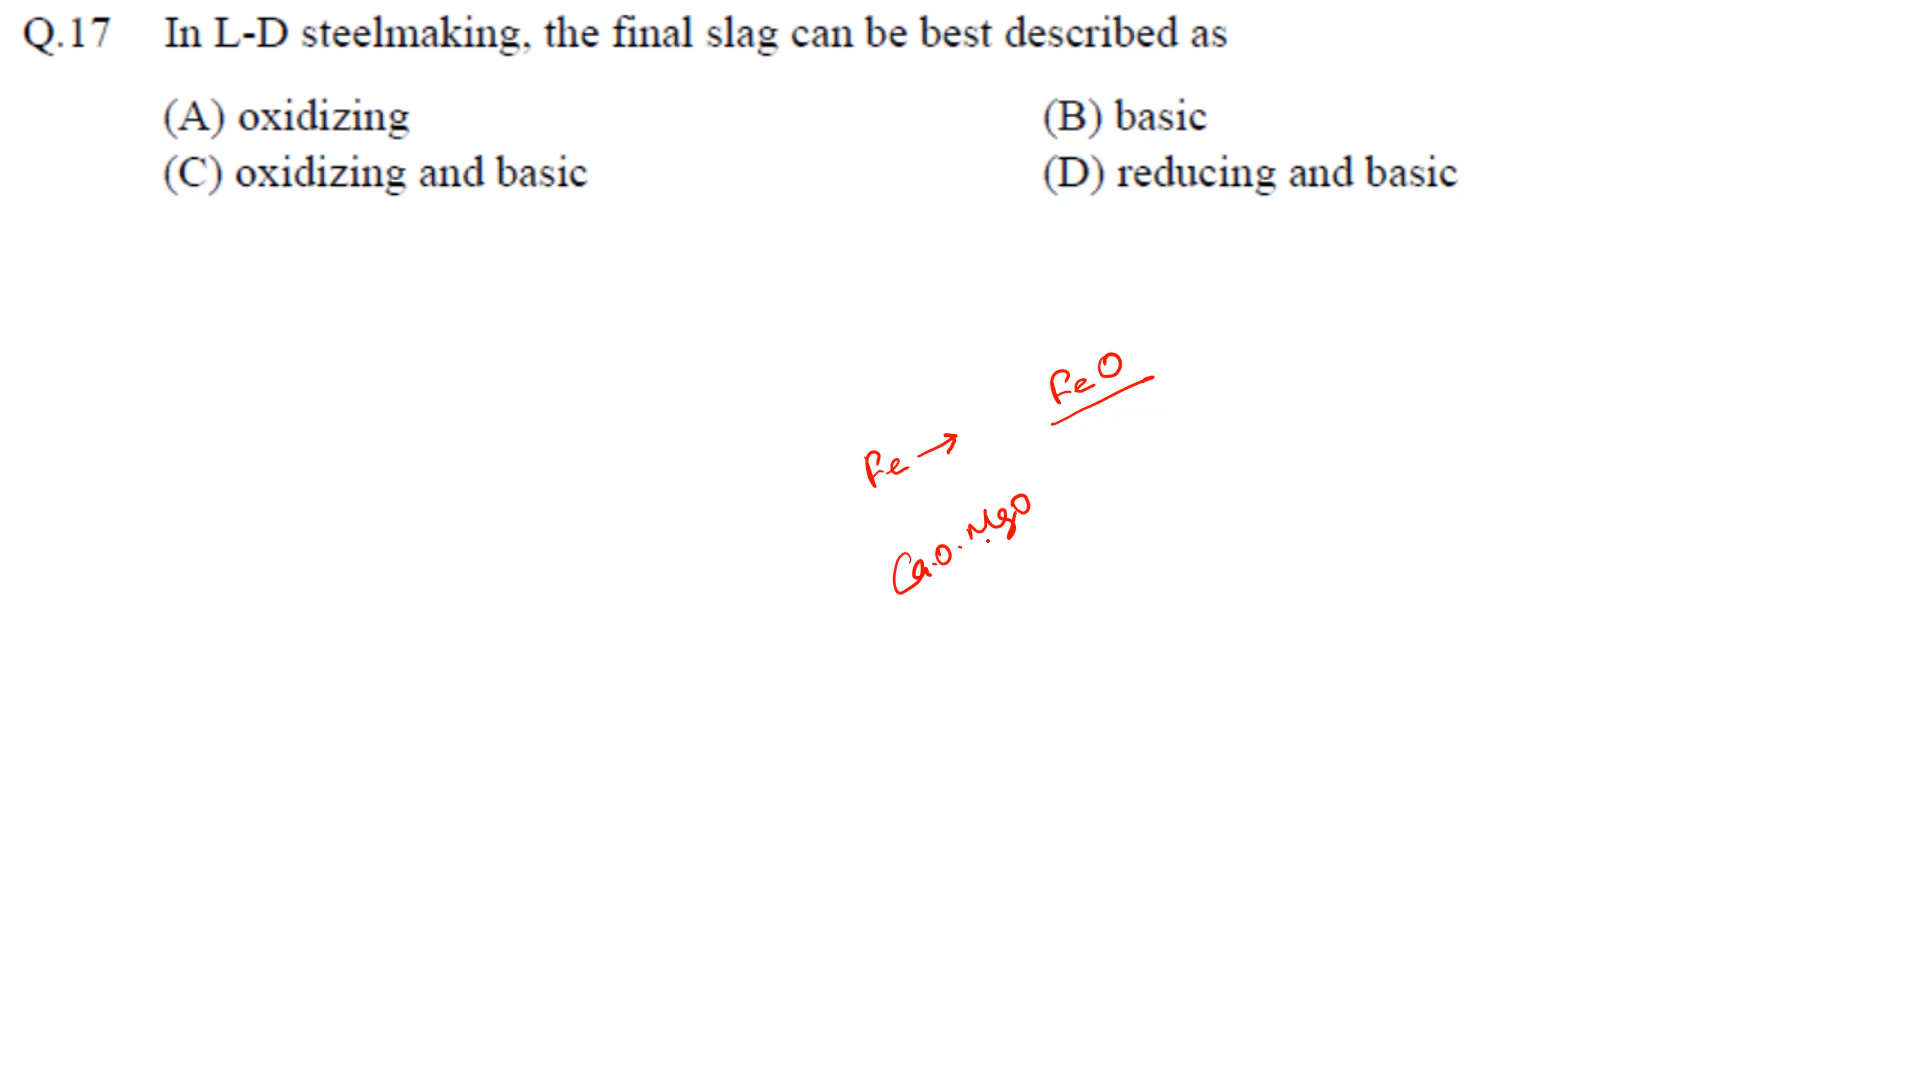 Q.17 In L-D steelmaking, the final slag can be best described as
(A) oxidizing (B) basic
(C) oxidizing and basic (D) reducing and basic
FeO
Fe →
CaO. MgO